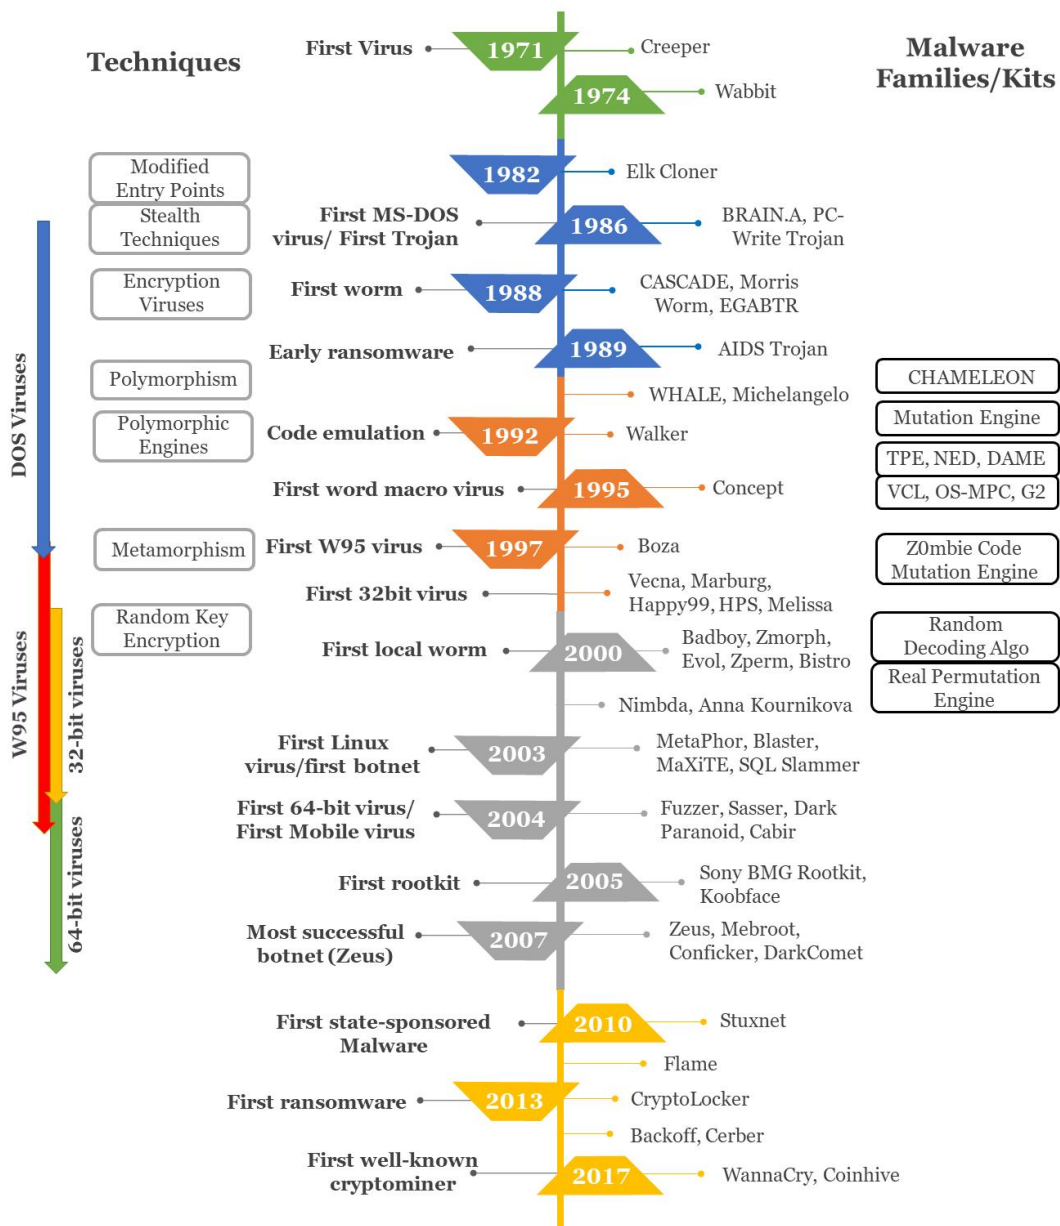 Techniques
Malware
Families/Kits
First Virus
1971
Creeper
1974
Wabbit
Modified
Entry Points
1982
Elk Cloner
Stealth
Techniques
First MS-DOS
virus/ First Trojan
1986
BRAIN.A, PC-
Write Trojan
Encryption
Viruses
First worm
1988
CASCADE, Morris
Worm, EGABTR
Early ransomware
1989
AIDS Trojan
Polymorphism
WHALE, Michelangelo
CHAMELEON
Polymorphic
Engines
Code emulation
1992
Walker
Mutation Engine
TPE, NED, DAME
First word macro virus
1995
Concept
VCL, OS-MPC, G2
Metamorphism
First W95 virus
1997
Boza
Z0mbie Code
Mutation Engine
First 32bit virus
Vecna, Marburg,
Happy99, HPS, Melissa
Random Key
Encryption
First local worm
2000
Badboy, Zmorph,
Evol, Zperm, Bistro
Random
Decoding Algo
Real Permutation
Engine
Nimbda, Anna Kournikova
First Linux
virus/first botnet
2003
MetaPhor, Blaster,
MaXiTE, SQL Slammer
First 64-bit virus/
First Mobile virus
2004
Fuzzer, Sasser, Dark
Paranoid, Cabir
First rootkit
2005
Sony BMG Rootkit,
Koobface
Most successful
botnet (Zeus)
2007
Zeus, Mebroot,
Conficker, DarkComet
First state-sponsored
Malware
2010
Stuxnet
Flame
First ransomware
2013
CryptoLocker
Backoff, Cerber
First well-known
cryptominer
2017
WannaCry, Coinhive
DOS Viruses
W95 Viruses
32-bit viruses
64-bit viruses